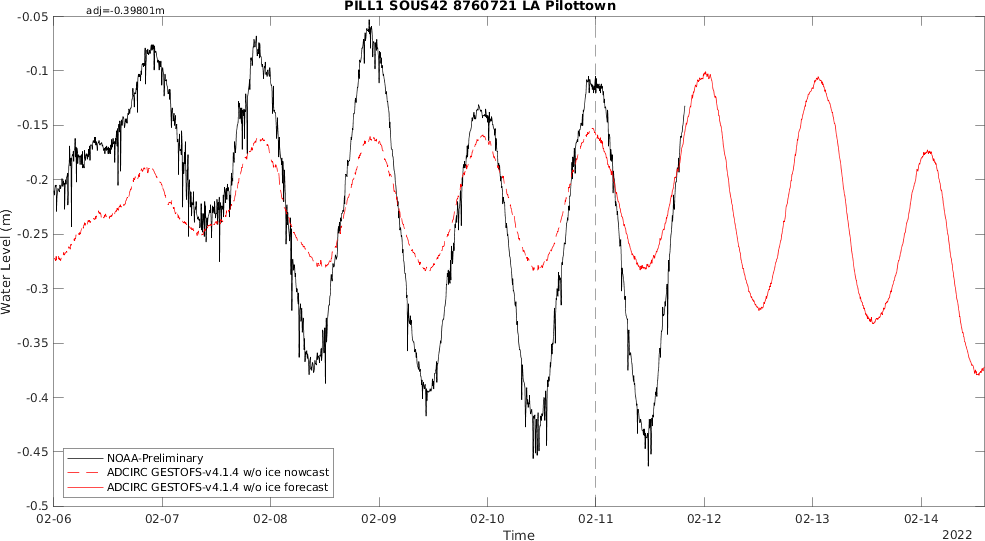 PILL1 SOUS42 8760721 LA Pilottown
adj=-0.39801m
-0.05
-0.1
-0.15
-0.2
-0.25
-0.3
-0.35
-0.4
-0.45
-0.5
Water Level (m)
NOAA-Preliminary
ADCIRC GESTOFS-v4.1.4 w/o ice nowcast
ADCIRC GESTOFS-v4.1.4 w/o ice forecast
02-06 02-07 02-08 02-09 02-10 02-11 02-12 02-13 02-14
Time
2022